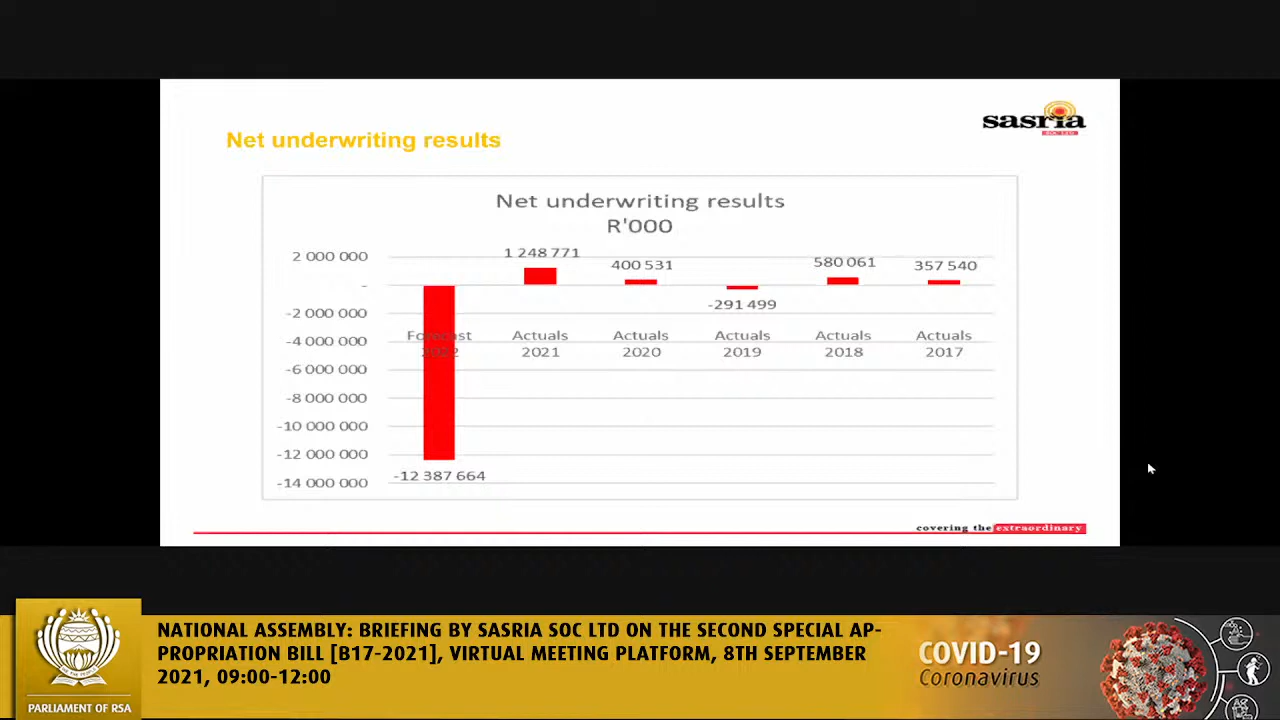 sasria
Net underwriting results
Net underwriting results
R'000
2 000 000
-
-2 000 000
-4 000 000
-6 000 000
-8 000 000
-10 000 000
-12 000 000
-14 000 000
1 248 771
400 531
-291 499
580 061
357 540
-12 387 664
Forecast
2022
Actuals
2021
Actuals
2020
Actuals
2019
Actuals
2018
Actuals
2017
covering the extraordinary
NATIONAL ASSEMBLY: BRIEFING BY SASRIA SOC LTD ON THE SECOND SPECIAL AP-
PROPRIATION BILL [B17-2021], VIRTUAL MEETING PLATFORM, 8TH SEPTEMBER
2021, 09:00-12:00
PARLIAMENT OF RSA
COVID-19
Coronavirus